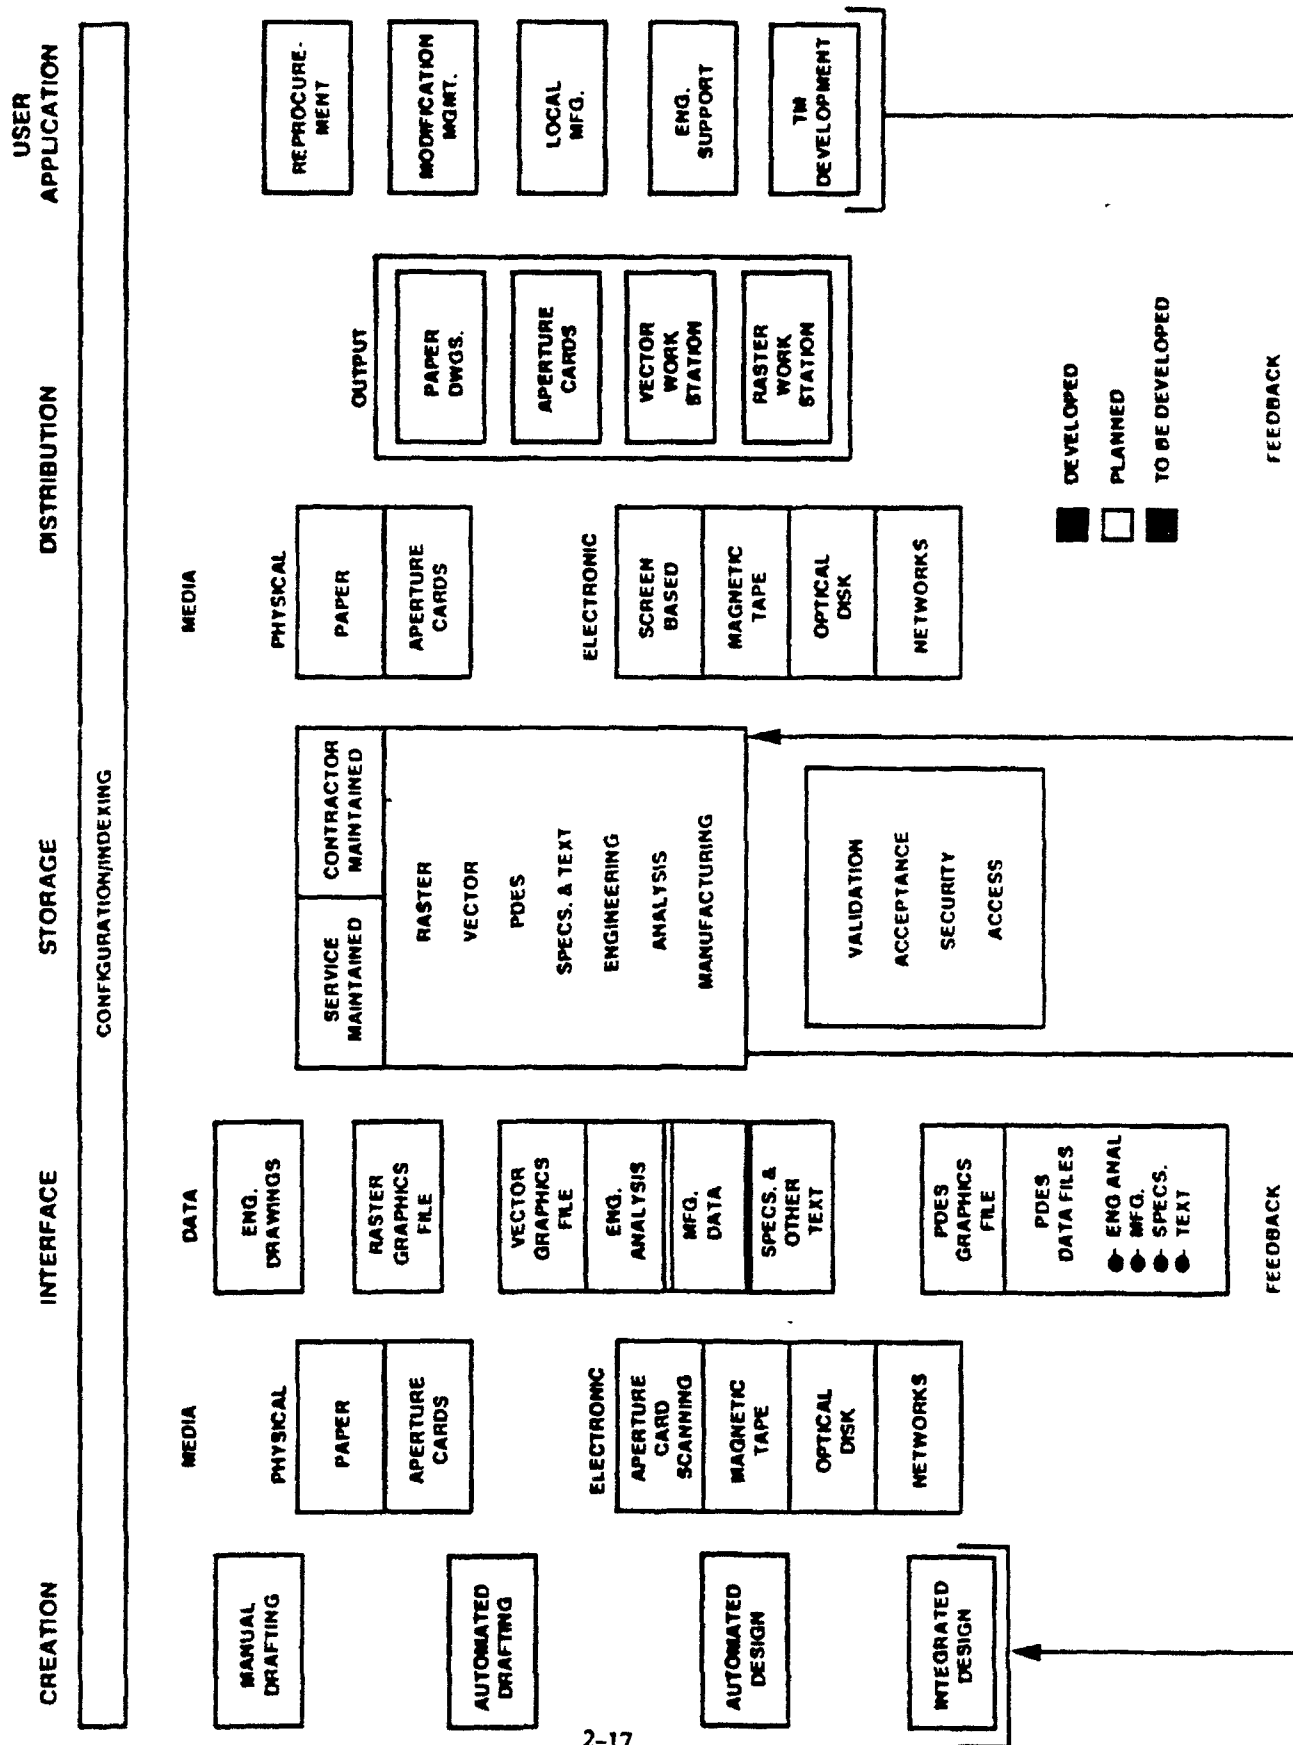 CREATION
INTERFACE
STORAGE
DISTRIBUTION
USER
APPLICATION
CONFIGURATION/INDEXING
MANUAL
DRAFTING
AUTOMATED
DRAFTING
AUTOMATED
DESIGN
INTEGRATED
DESIGN
MEDIA
PHYSICAL
PAPER
APERTURE
CARDS
ELECTRONIC
APERTURE
CARD
SCANNING
MAGNETIC
TAPE
OPTICAL
DISK
NETWORKS
DATA
ENG.
DRAWINGS
RASTER
GRAPHICS
FILE
VECTOR
GRAPHICS
FILE
ENG.
ANALYSIS
MFG.
DATA
SPECS. &
OTHER
TEXT
PDES
GRAPHICS
FILE
PDES
DATA FILES
ENG ANAL
MFG.
SPECS.
TEXT
FEEDBACK
SERVICE
MAINTAINED
CONTRACTOR
MAINTAINED
RASTER
VECTOR
PDES
SPECS. & TEXT
ENGINEERING
ANALYSIS
MANUFACTURING
VALIDATION
ACCEPTANCE
SECURITY
ACCESS
MEDIA
PHYSICAL
PAPER
APERTURE
CARDS
ELECTRONIC
SCREEN
BASED
MAGNETIC
TAPE
OPTICAL
DISK
NETWORKS
OUTPUT
PAPER
DWGS.
APERTURE
CARDS
VECTOR
WORK
STATION
RASTER
WORK
STATION
DEVELOPED
PLANNED
TO BE DEVELOPED
FEEDBACK
REPROCURE-
MENT
MODIFICATION
MGMT.
LOCAL
MFG.
ENG.
SUPPORT
TM
DEVELOPMENT
2-17